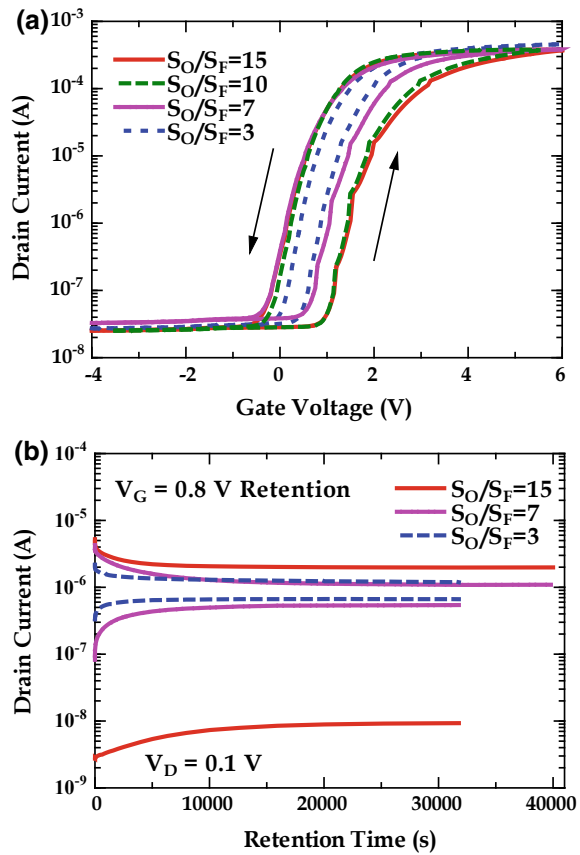 (a)
10⁻³
10⁻⁴
10⁻⁵
10⁻⁶
10⁻⁷
10⁻⁸
Drain Current (A)
S_O/S_F=15
S_O/S_F=10
S_O/S_F=7
S_O/S_F=3
-4 -2 0 2 4 6
Gate Voltage (V)
(b)
10⁻⁴
10⁻⁵
10⁻⁶
10⁻⁷
10⁻⁸
10⁻⁹
Drain Current (A)
V_G = 0.8 V Retention
S_O/S_F=15
S_O/S_F=7
S_O/S_F=3
V_D = 0.1 V
0 10000 20000 30000 40000
Retention Time (s)